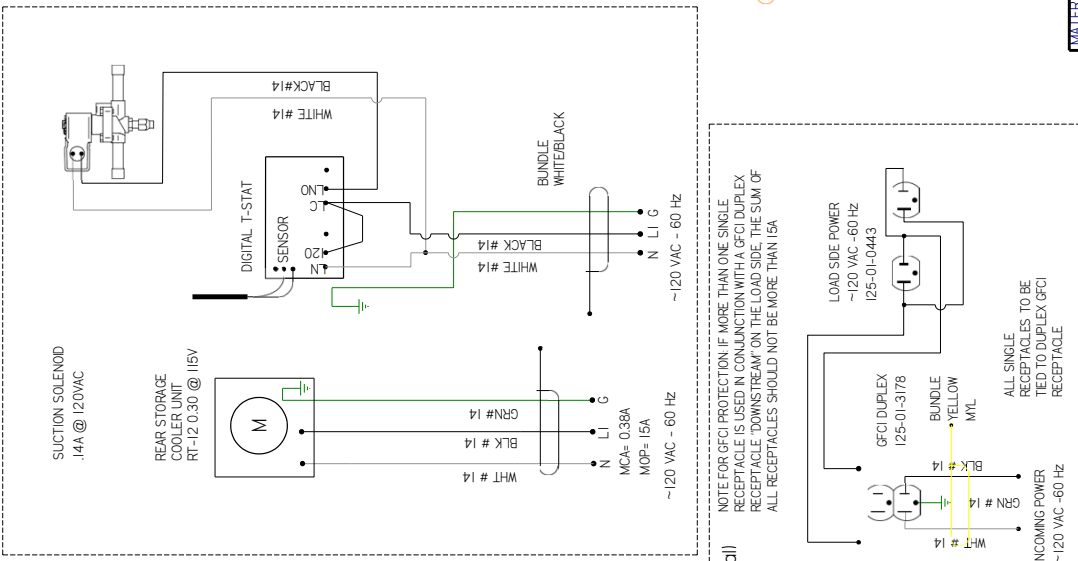 SUCTION SOLENOID
.14A @ 120VAC
BLACK#14
WHITE #14
DIGITAL T-STAT
SENSOR
LN
120
LC
LNO
BUNDLE
WHITE/BLACK
WHITE #14
BLACK #14
N
L1
G
~120 VAC - 60 Hz
REAR STORAGE
COOLER UNIT
RT-12 0.30 @ 115V
M
WHT # 14
BLK # 14
GRN# 14
N
L1
G
MCA= 0.38A
MOP= 15A
~120 VAC - 60 Hz
NOTE FOR GFCI PROTECTION: IF MORE THAN ONE SINGLE
RECEPTACLE IS USED IN CONJUNCTION WITH A GFCI DUPLEX
RECEPTACLE "DOWNSTREAM" ON THE LOAD SIDE, THE SUM OF
ALL RECEPTACLES SHOULD NOT BE MORE THAN 15A
LOAD SIDE POWER
~120 VAC -60 Hz
125-01-0443
GFCI DUPLEX
125-01-3178
BUNDLE
YELLOW
MYL
ALL SINGLE
RECEPTACLES TO BE
TIED TO DUPLEX GFCI
RECEPTACLE
WHT # 14
GRN # 14
BLK # 14
INCOMING POWER
~120 VAC -60 Hz
al)
MATER